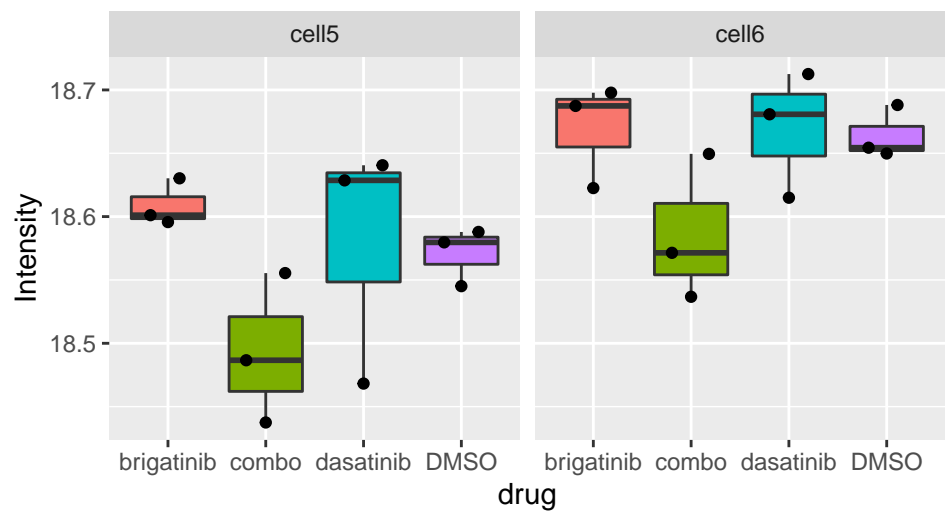 cell5 cell6
18.7
18.6
18.5
Intensity
brigatinib combo dasatinib DMSO brigatinib combo dasatinib DMSO
drug